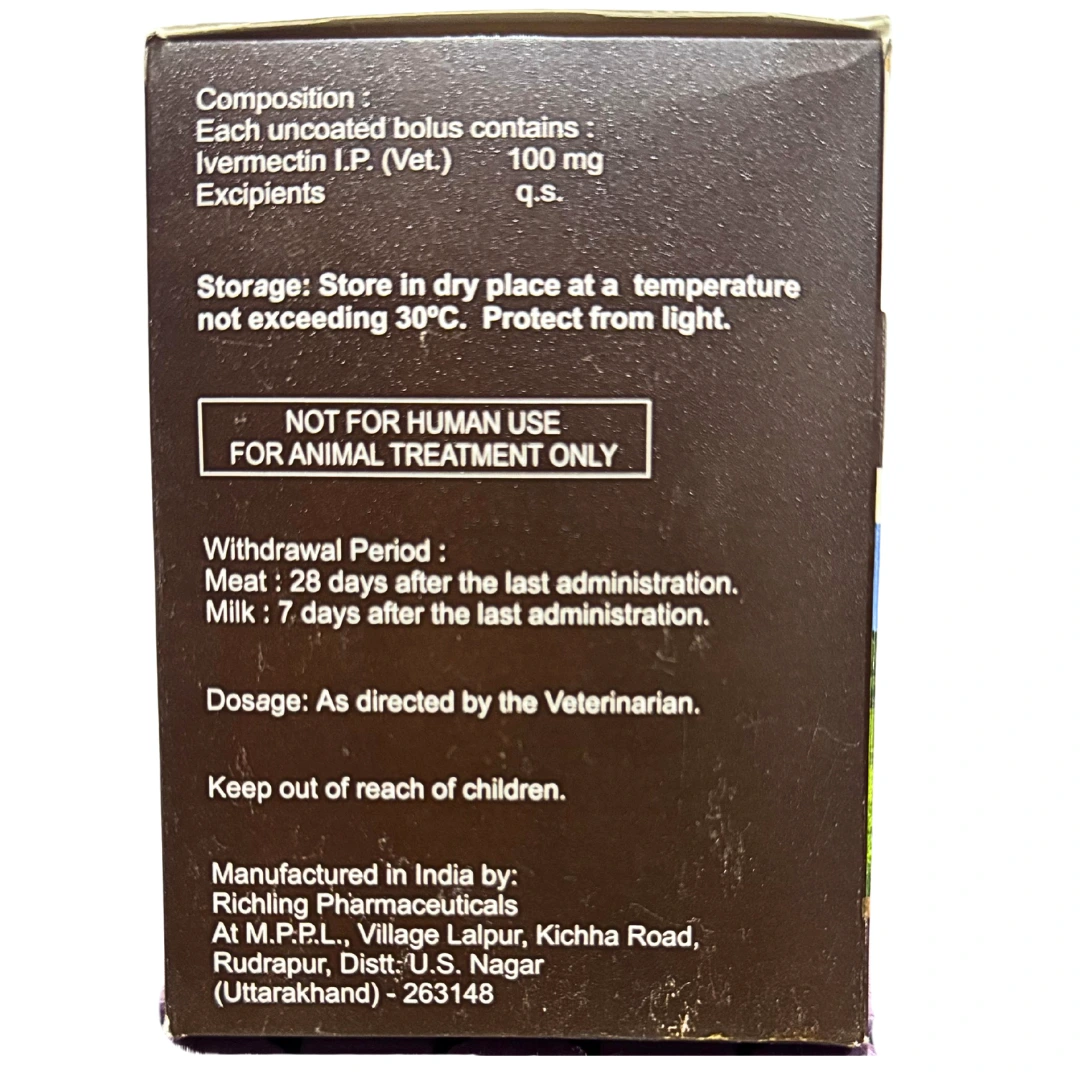 Composition :
Each uncoated bolus contains :
Ivermectin I.P. (Vet.) 100 mg
Excipients q.s.
Storage: Store in dry place at a temperature
not exceeding 30ºC. Protect from light.
NOT FOR HUMAN USE
FOR ANIMAL TREATMENT ONLY
Withdrawal Period :
Meat : 28 days after the last administration.
Milk : 7 days after the last administration.
Dosage: As directed by the Veterinarian.
Keep out of reach of children.
Manufactured in India by:
Richling Pharmaceuticals
At M.P.P.L., Village Lalpur, Kichha Road,
Rudrapur, Distt. U.S. Nagar
(Uttarakhand) - 263148